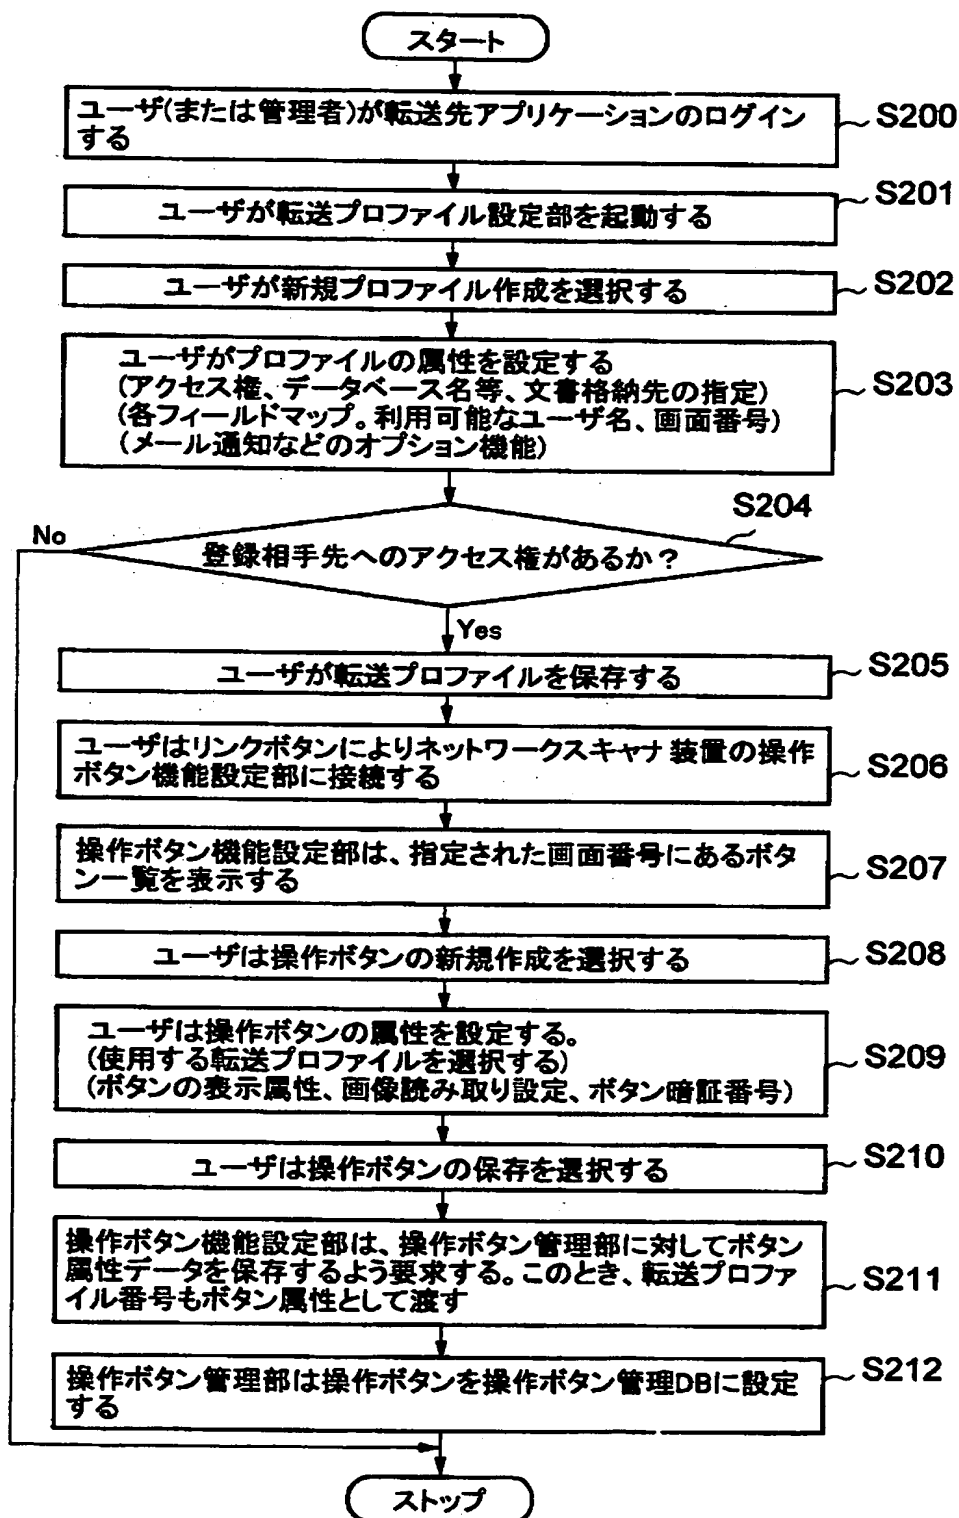 スタート
ユーザ(または管理者)が転送先アプリケーションのログイン
する
S200
ユーザが転送プロファイル設定部を起動する
S201
ユーザが新規プロファイル作成を選択する
S202
ユーザがプロファイルの属性を設定する
(アクセス権、データベース名等、文書格納先の指定)
(各フィールドマップ。利用可能なユーザ名、画面番号)
(メール通知などのオプション機能)
S203
S204
No
登録相手先へのアクセス権があるか？
Yes
ユーザが転送プロファイルを保存する
S205
ユーザはリンクボタンによりネットワークスキャナ装置の操作
ボタン機能設定部に接続する
S206
操作ボタン機能設定部は、指定された画面番号にあるボタ
ン一覧を表示する
S207
ユーザは操作ボタンの新規作成を選択する
S208
ユーザは操作ボタンの属性を設定する。
(使用する転送プロファイルを選択する)
(ボタンの表示属性、画像読み取り設定、ボタン暗証番号)
S209
ユーザは操作ボタンの保存を選択する
S210
操作ボタン機能設定部は、操作ボタン管理部に対してボタン
属性データを保存するよう要求する。このとき、転送プロファ
イル番号もボタン属性として渡す
S211
操作ボタン管理部は操作ボタンを操作ボタン管理DBに設定
する
S212
ストップ